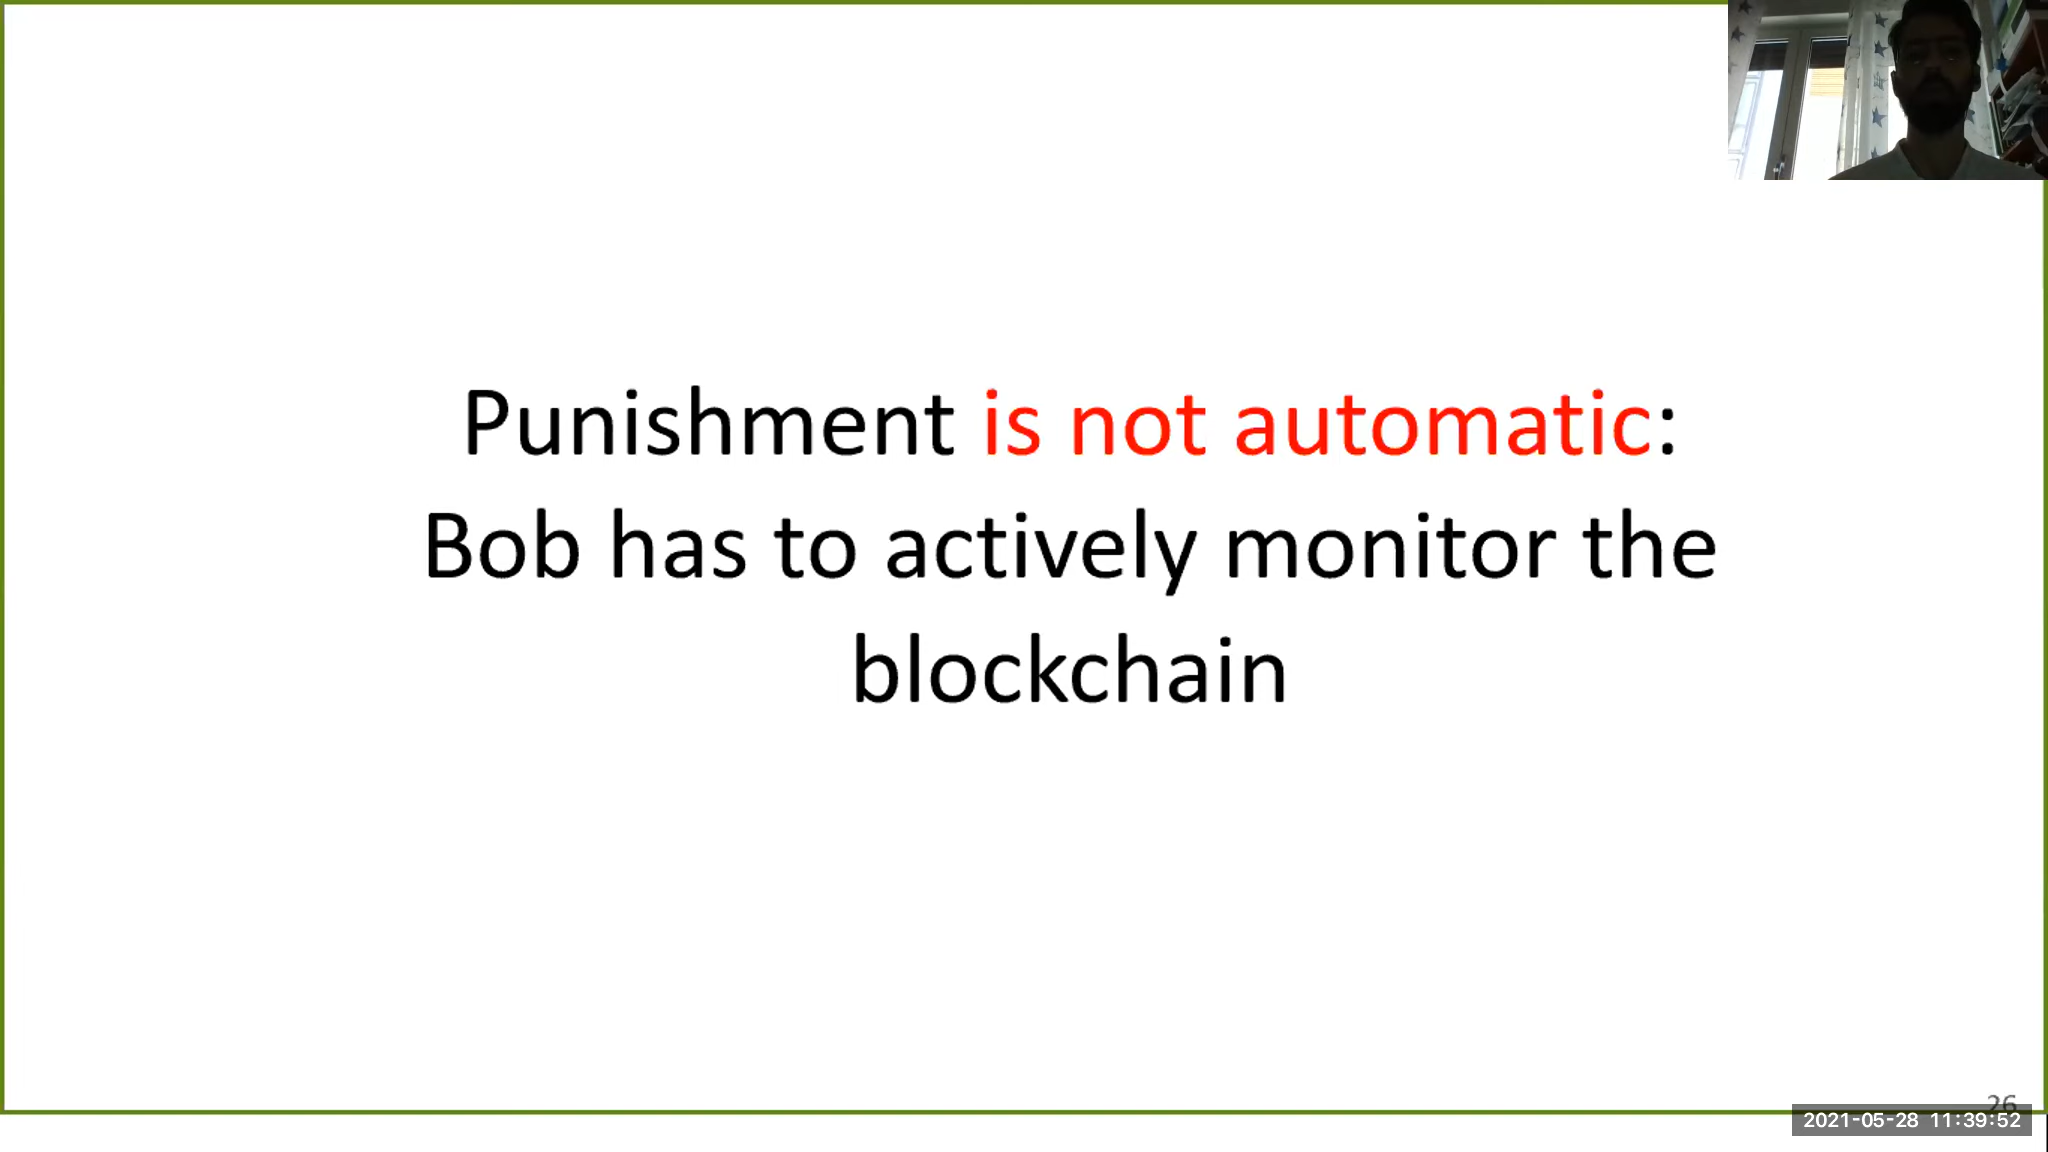 Punishment is not automatic:
Bob has to actively monitor the
blockchain
26
2021-05-28 11:39:52